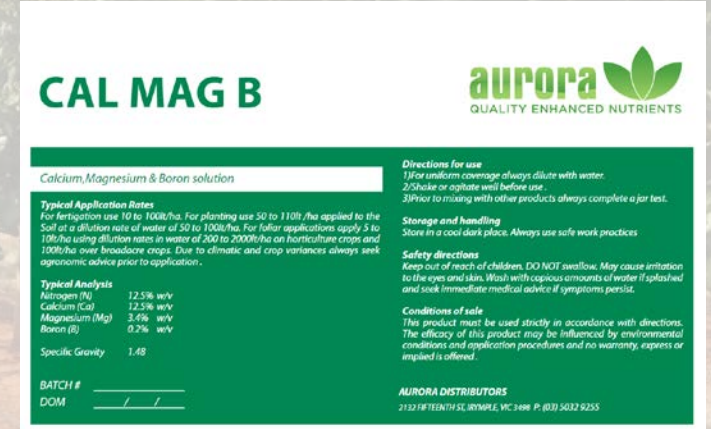 CAL MAG B
aurora
QUALITY ENHANCED NUTRIENTS
Calcium,Magnesium & Boron solution
Typical Application Rates
For fertigation use 10 to 100lt/ha. For planting use 50 to 110lt /ha applied to the
Soil at a dilution rate of water of 50 to 100lt/ha. For foliar applications apply 5 to
10lt/ha using dilution rates in water of 200 to 2000lt/ha on horticulture crops and
100lt/ha over broadacre crops. Due to climatic and crop variances always seek
agronomic advice prior to application .
Typical Analysis
Nitrogen (N) 12.5% w/v
Calcium (Ca) 12.5% w/v
Magnesium (Mg) 3.4% w/v
Boron (B) 0.2% w/v
Specific Gravity 1.48
BATCH #
DOM / /
Directions for use
1)For uniform coverage always dilute with water.
2/Shake or agitate well before use .
3)Prior to mixing with other products always complete a jar test.
Storage and handling
Store in a cool dark place. Always use safe work practices
Safety directions
Keep out of reach of children. DO NOT swallow. May cause irritation
to the eyes and skin. Wash with copious amounts of water if splashed
and seek immediate medical advice if symptoms persist.
Conditions of sale
This product must be used strictly in accordance with directions.
The efficacy of this product may be influenced by environmental
conditions and application procedures and no warranty, express or
implied is offered .
AURORA DISTRIBUTORS
2132 FIFTEENTH ST, IRYMPLE, VIC 3498 P: (03) 5032 9255